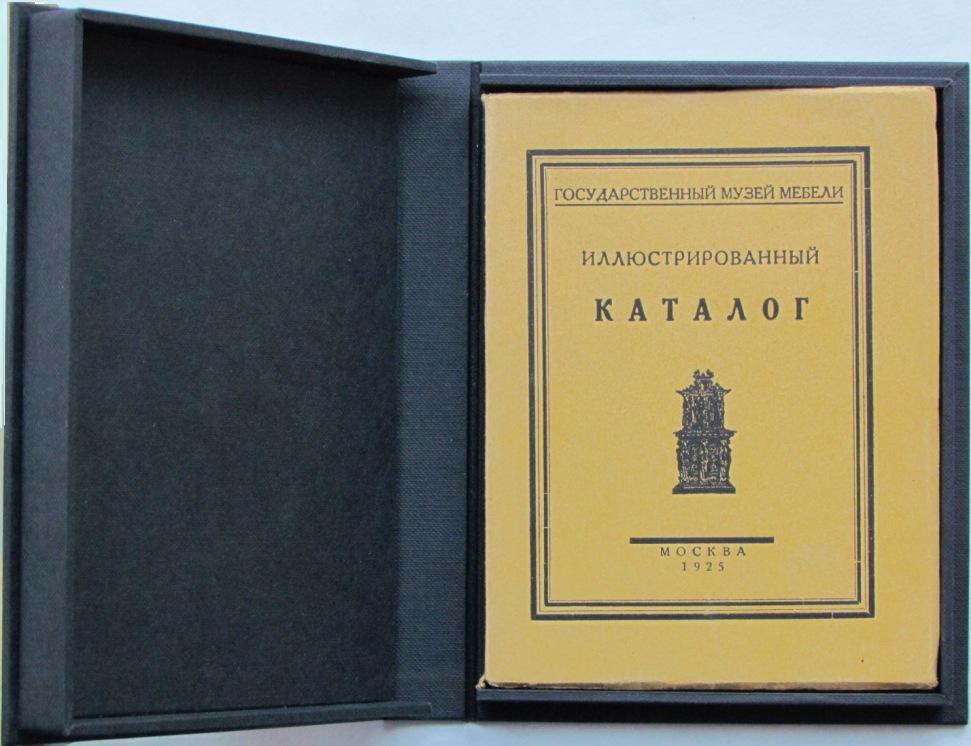 ГОСУДАРСТВЕННЫЙ МУЗЕЙ МЕБЕЛИ
ИЛЛЮСТРИРОВАННЫЙ
КАТАЛОГ
МОСКВА
1925